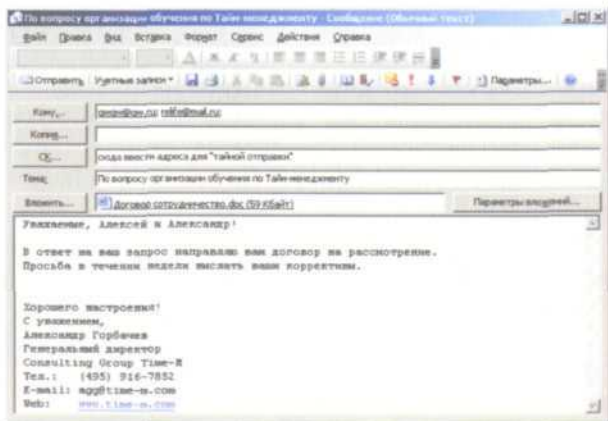 По вопросу организации обучения по Тайм-менеджменту - Сообщение (Обычный текст)
Файл Правка Вид Вставка Формат Сервис Действия Справка
Отправить Учетные записи Параметры...
Кому...
Копия...
СК...
сюда ввести адреса для "тайной отправки"
Тема: По вопросу организации обучения по Тайм-менеджменту
Вложить... Договор сотрудничество.doc (59 Кбайт) Параметры вложений...
Уважаемые, Алексей и Александр!
В ответ на ваш запрос направляю вам договор на рассмотрение.
Просьба в течении недели выслать ваши коррективы.
Хорошего настроения!
С уважением,
Александр Горбачев
Генеральный директор
Consulting Group Time-M
Тел.: (495) 916-7852
E-mail: agg@time-m.com
Web: www.time-m.com